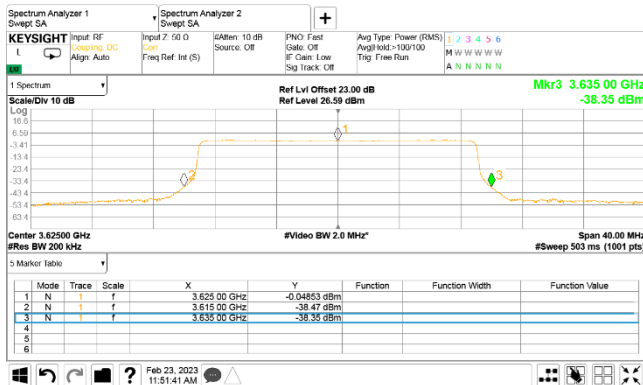 Spectrum Analyzer 1
Swept SA
Spectrum Analyzer 2
Swept SA
+
KEYSIGHT
L
Input: RF
Coupling: DC
Align: Auto
Input Z: 50 Ω
Corr
Freq Ref: Int (S)
#Atten: 10 dB
Source: Off
PNO: Fast
Gate: Off
IF Gain: Low
Sig Track: Off
Avg Type: Power (RMS)
Avg|Hold:>100/100
Trig: Free Run
1 2 3 4 5 6
M W W W W W
A N N N N N
1 Spectrum
Scale/Div 10 dB
Log
Ref Lvl Offset 23.00 dB
Ref Level 26.59 dBm
Mkr3 3.635 00 GHz
-38.35 dBm
16.6
6.59
-3.41
-13.4
-23.4
-33.4
-43.4
-53.4
-63.4
1
2
3
Center 3.62500 GHz
#Res BW 200 kHz
#Video BW 2.0 MHz*
Span 40.00 MHz
#Sweep 503 ms (1001 pts)
5 Marker Table
Mode Trace Scale X Y Function Function Width Function Value
1 N 1 f 3.625 00 GHz -0.04853 dBm
2 N 1 f 3.615 00 GHz -38.47 dBm
3 N 1 f 3.635 00 GHz -38.35 dBm
4
5
6
?
Feb 23, 2023
11:51:41 AM